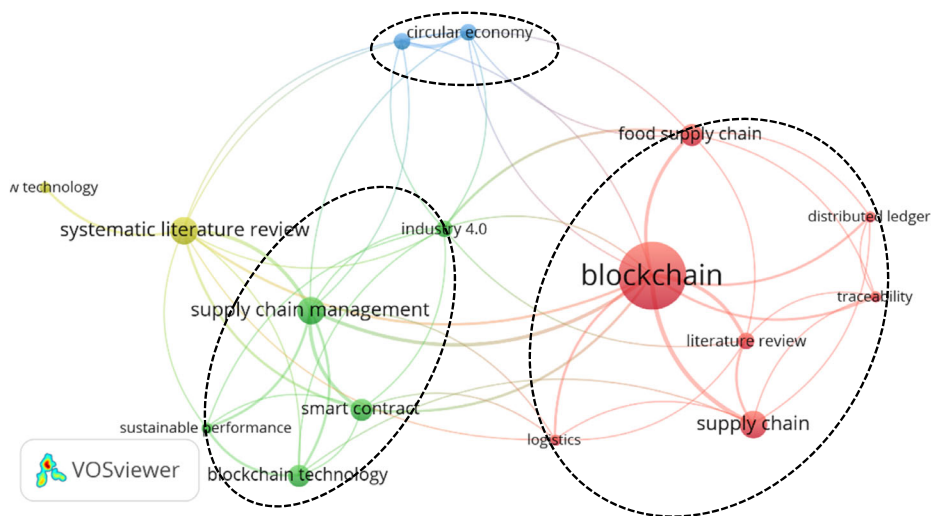 circular economy
food supply chain
w technology
distributed ledger
systematic literature review
industry 4.0
blockchain
traceability
supply chain management
literature review
smart contract
supply chain
sustainable performance
logistics
VOSviewer
blockchain technology